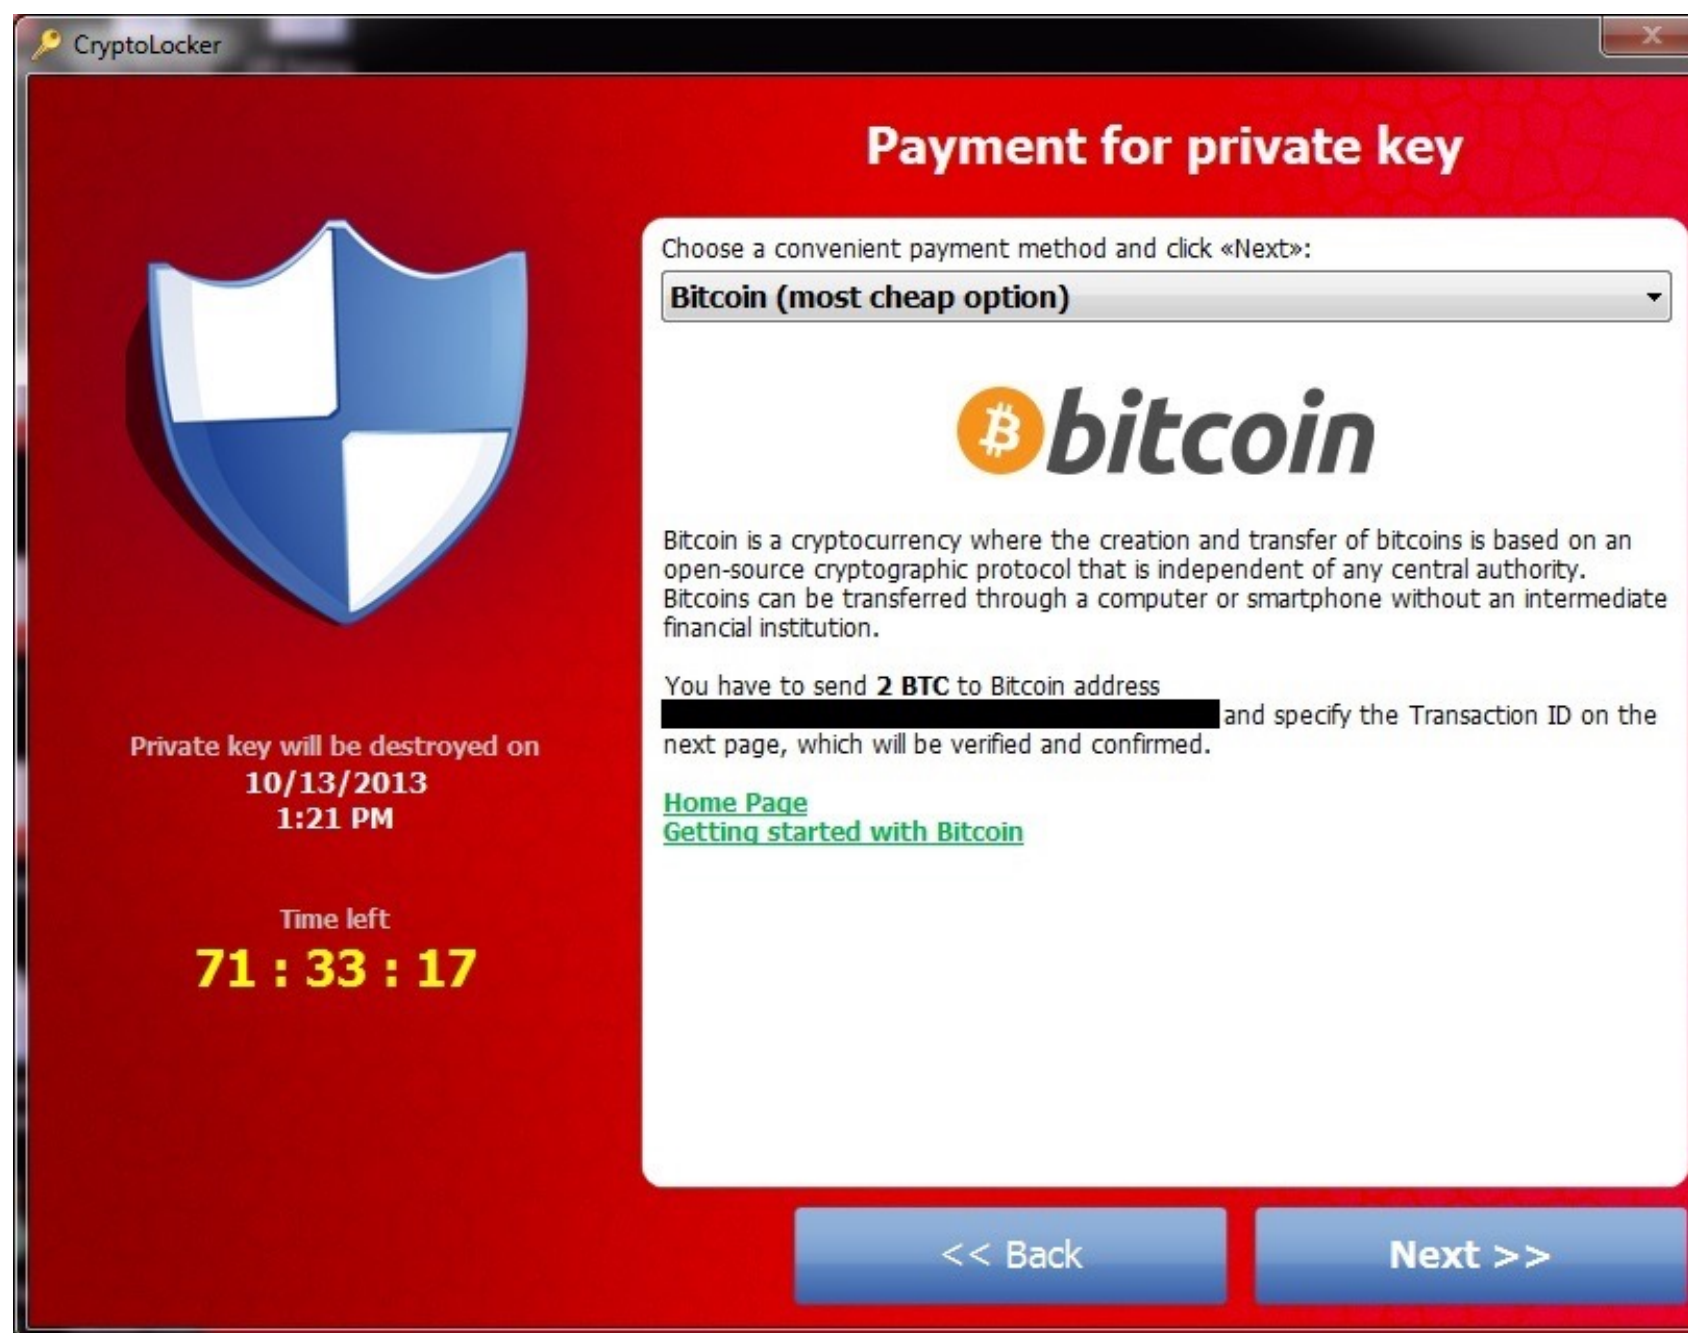 CryptoLocker
Payment for private key
Choose a convenient payment method and click «Next»:
Bitcoin (most cheap option)
bitcoin
Bitcoin is a cryptocurrency where the creation and transfer of bitcoins is based on an
open-source cryptographic protocol that is independent of any central authority.
Bitcoins can be transferred through a computer or smartphone without an intermediate
financial institution.
You have to send 2 BTC to Bitcoin address
and specify the Transaction ID on the
next page, which will be verified and confirmed.
Home Page
Getting started with Bitcoin
Private key will be destroyed on
10/13/2013
1:21 PM
Time left
71 : 33 : 17
<< Back
Next >>